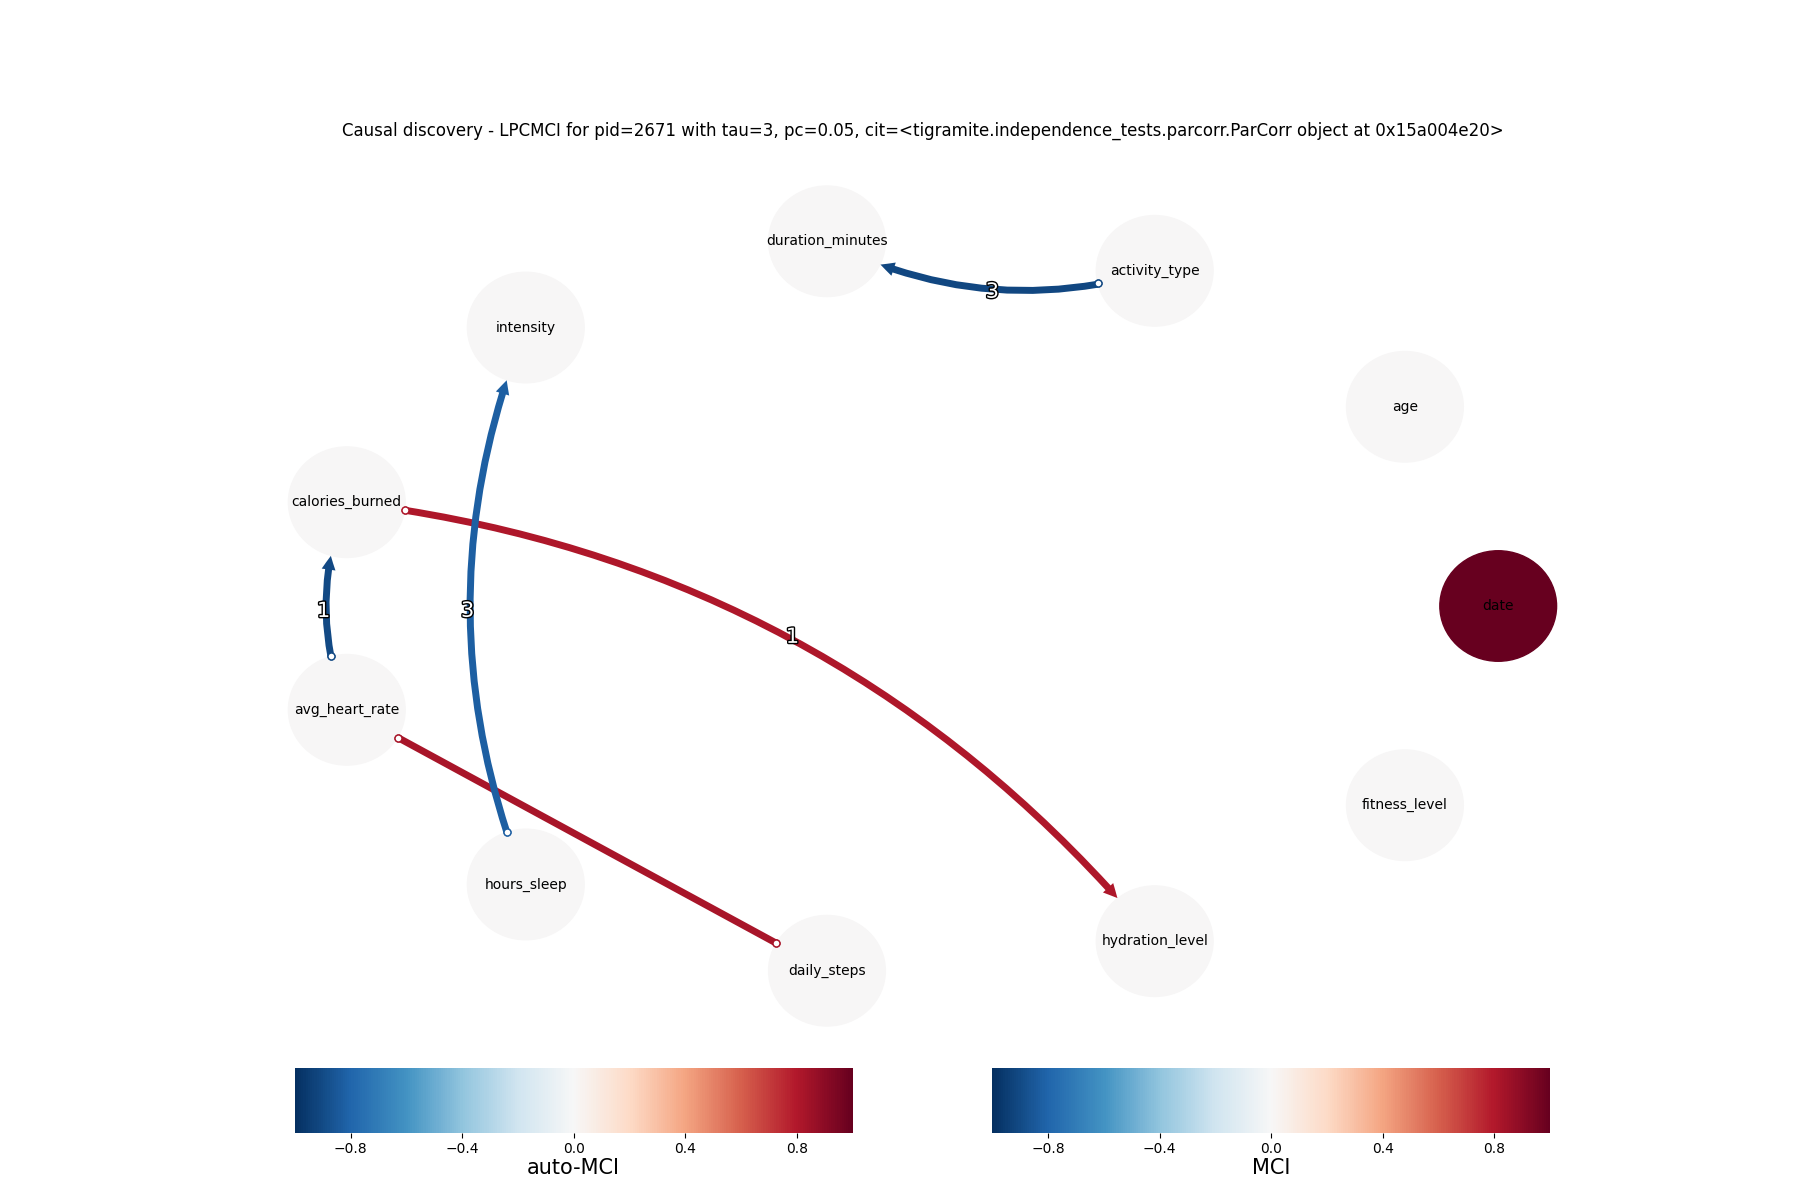 Causal discovery - LPCMCI for pid=2671 with tau=3, pc=0.05, cit=<tigramite.independence_tests.parcorr.ParCorr object at 0x15a004e20>
duration_minutes
activity_type
3
intensity
age
calories_burned
date
1
3
1
avg_heart_rate
fitness_level
hours_sleep
hydration_level
daily_steps
−0.8 −0.4 0.0 0.4 0.8
auto-MCI
−0.8 −0.4 0.0 0.4 0.8
MCI